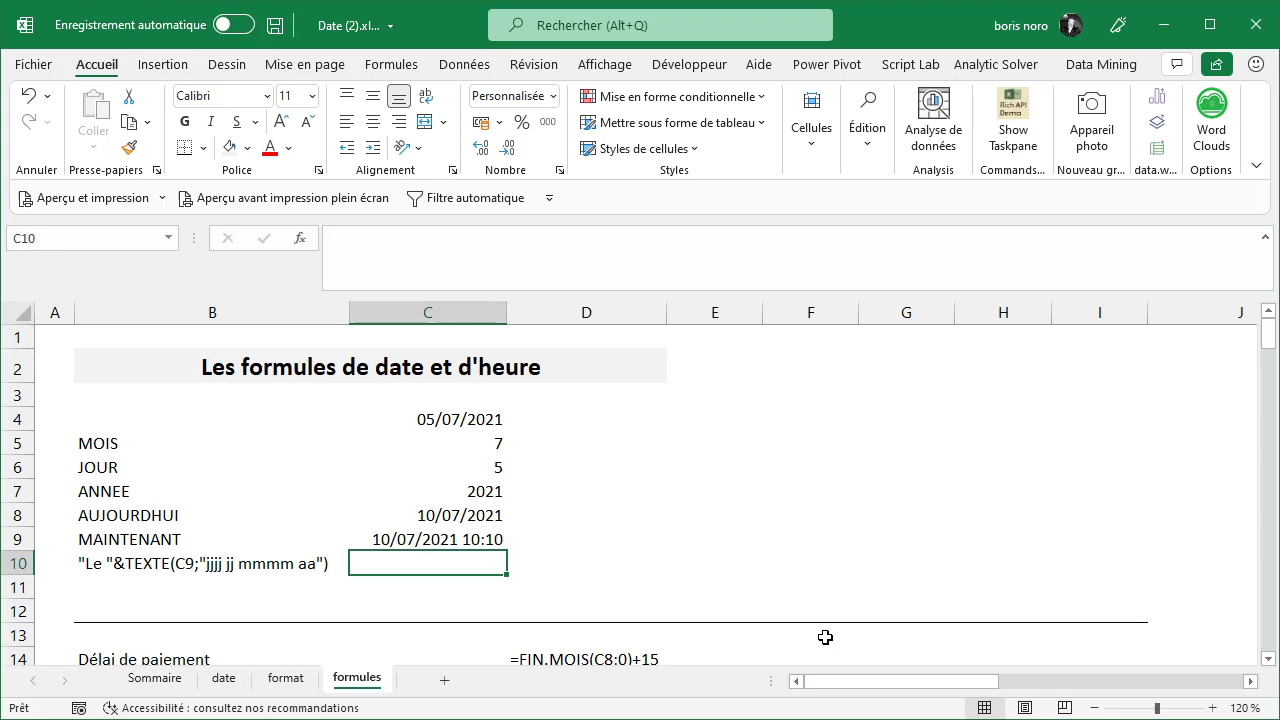 Enregistrement automatique
Date (2).xl...
Rechercher (Alt+Q)
boris noro
Fichier Accueil Insertion Dessin Mise en page Formules Données Révision Affichage Développeur Aide Power Pivot Script Lab Analytic Solver Data Mining
Coller
Calibri 11
G I S
Personnalisée
% 000
Mise en forme conditionnelle
Mettre sous forme de tableau
Styles de cellules
Cellules
Édition
Analyse de données
Rich API Demo
Show Taskpane
Appareil photo
Word Clouds
Annuler Presse-papiers Police Alignement Nombre Styles Analysis Commands... Nouveau gr... data.w... Options
Aperçu et impression Aperçu avant impression plein écran Filtre automatique
C10 fx
A B C D E F G H I J
1
2 Les formules de date et d'heure
3
4 05/07/2021
5 MOIS 7
6 JOUR 5
7 ANNEE 2021
8 AUJOURDHUI 10/07/2021
9 MAINTENANT 10/07/2021 10:10
10 "Le "&TEXTE(C9;"jjjj jj mmmm aa")
11
12
13
14 Délai de paiement =FIN.MOIS(C8;0)+15
Sommaire date format formules
Prêt Accessibilité : consultez nos recommandations 120 %